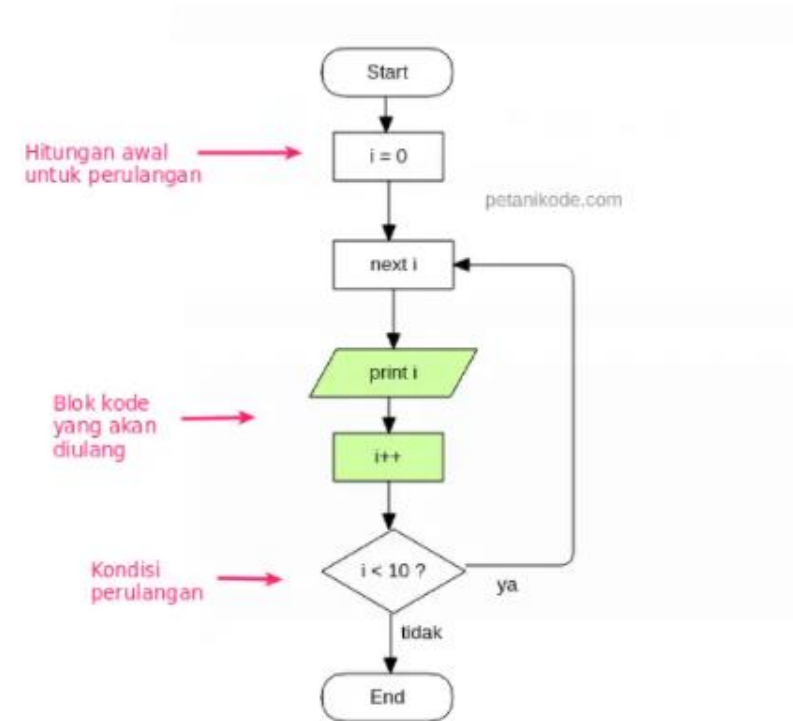 Start
Hitungan awal
untuk perulangan
i = 0
petanikode.com
next i
print i
Blok kode
yang akan
diulang
i++
Kondisi
perulangan
i < 10 ?
ya
tidak
End